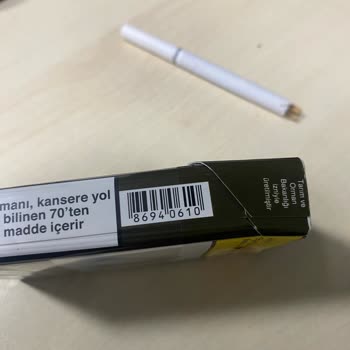 manı, kansere yol
bilinen 70'ten
madde içerir
8694 0610
Tarım ve
Orman
Bakanlığı
izniyle
üretilmiştir